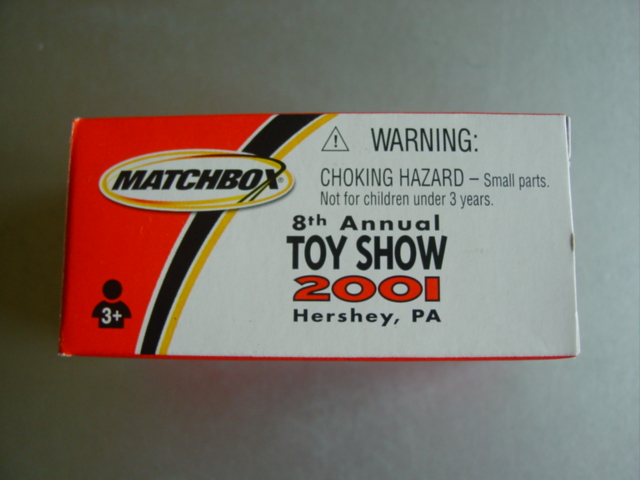 MATCHBOX®
3+
WARNING:
CHOKING HAZARD – Small parts.
Not for children under 3 years.
8th Annual
TOY SHOW
2001
Hershey, PA